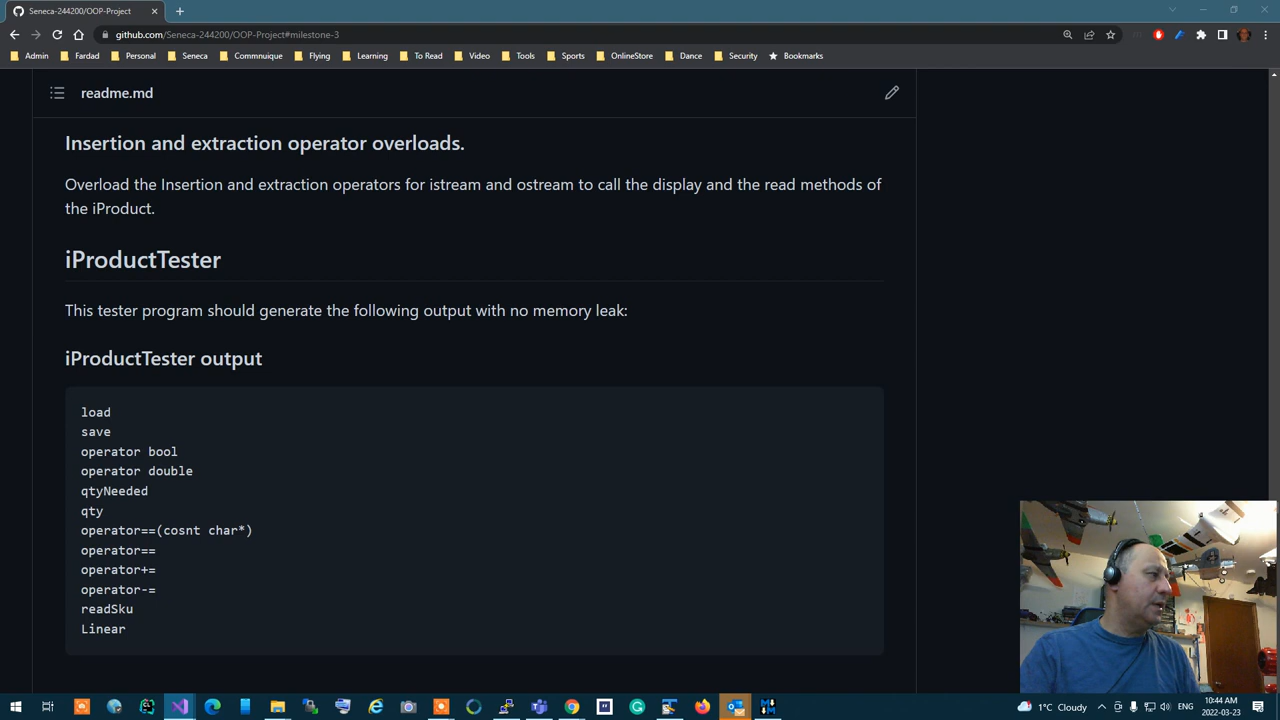 Seneca-244200/OOP-Project
github.com/Seneca-244200/OOP-Project#milestone-3
Admin Fardad Personal Seneca Commnuique Flying Learning To Read Video Tools Sports OnlineStore Dance Security Bookmarks
readme.md
Insertion and extraction operator overloads.
Overload the Insertion and extraction operators for istream and ostream to call the display and the read methods of
the iProduct.
iProductTester
This tester program should generate the following output with no memory leak:
iProductTester output
load
save
operator bool
operator double
qtyNeeded
qty
operator==(cosnt char*)
operator==
operator+=
operator-=
readSku
Linear
1°C Cloudy
ENG
10:44 AM
2022-03-23